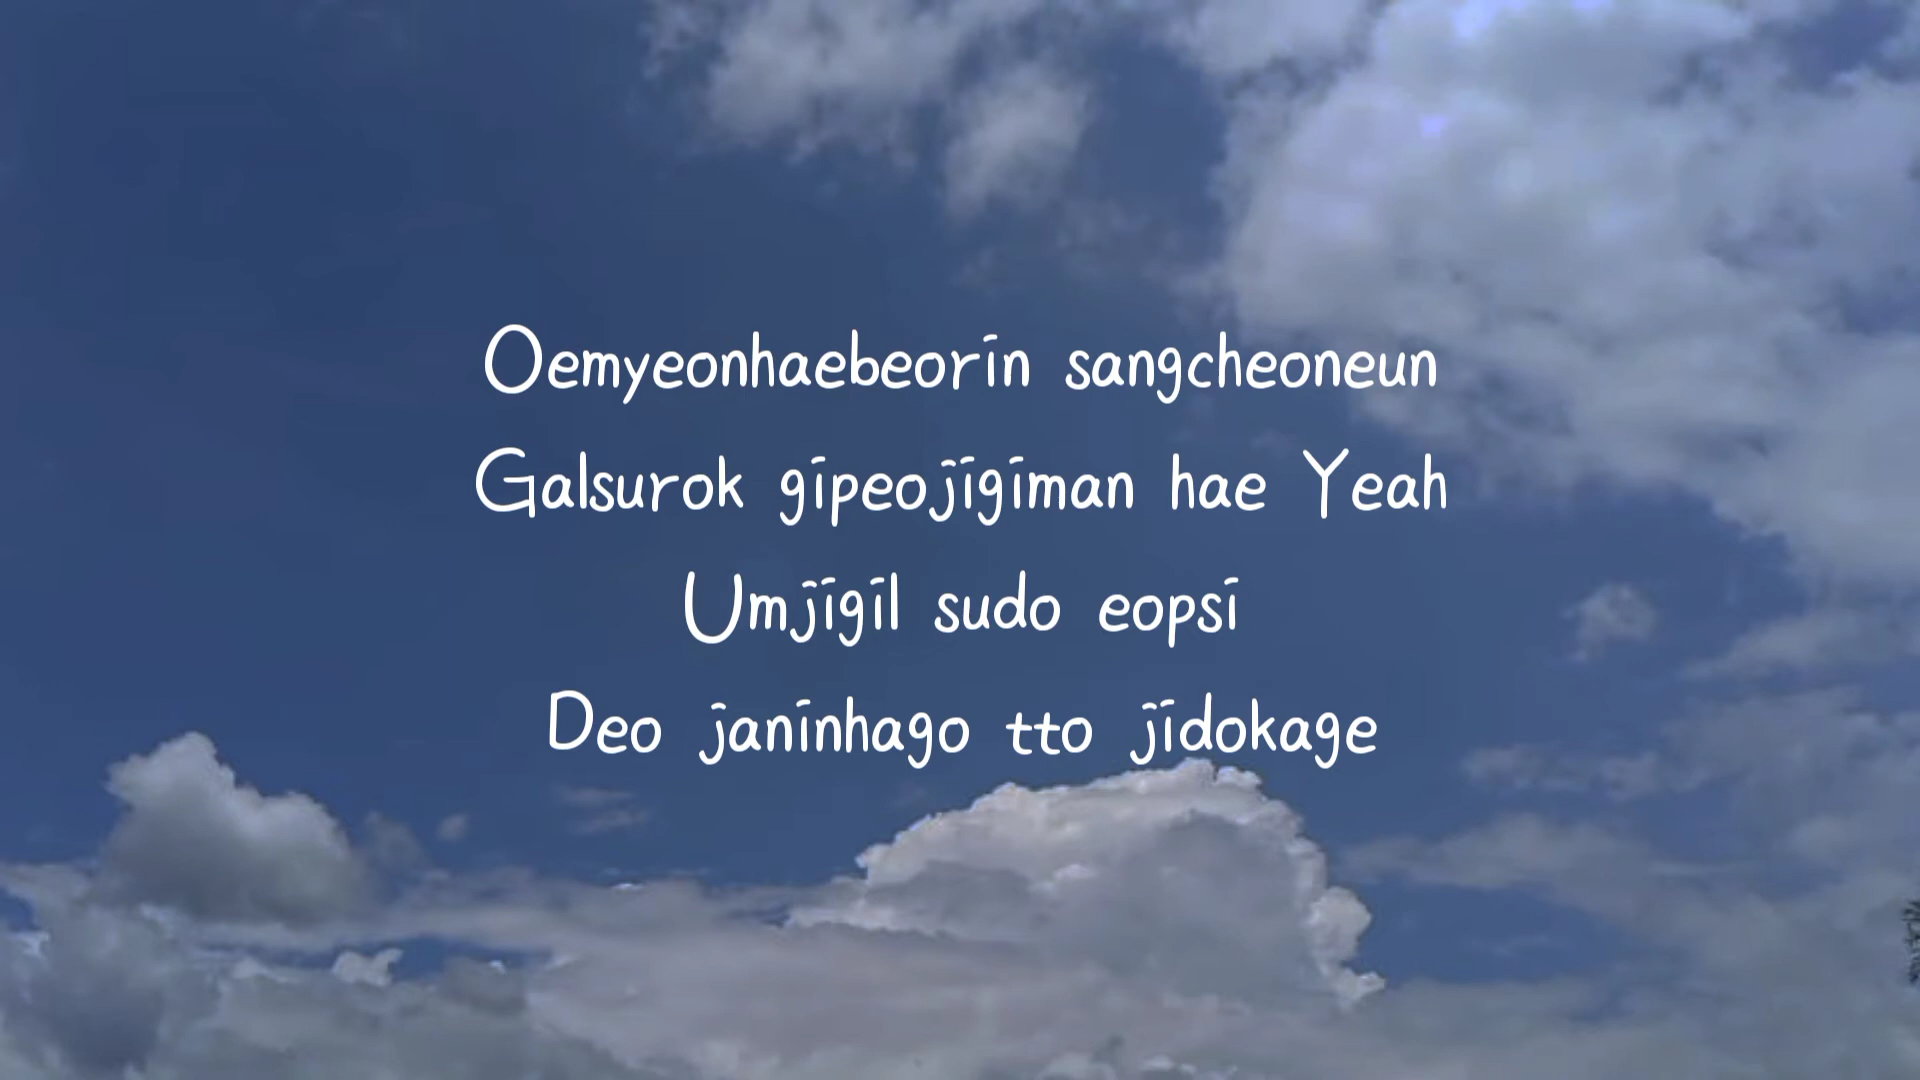 Oemyeonhaebeorin sangcheoneun
Galsurok gipeojigiman hae Yeah
Umjigil sudo eopsi
Deo janinhago tto jidokage